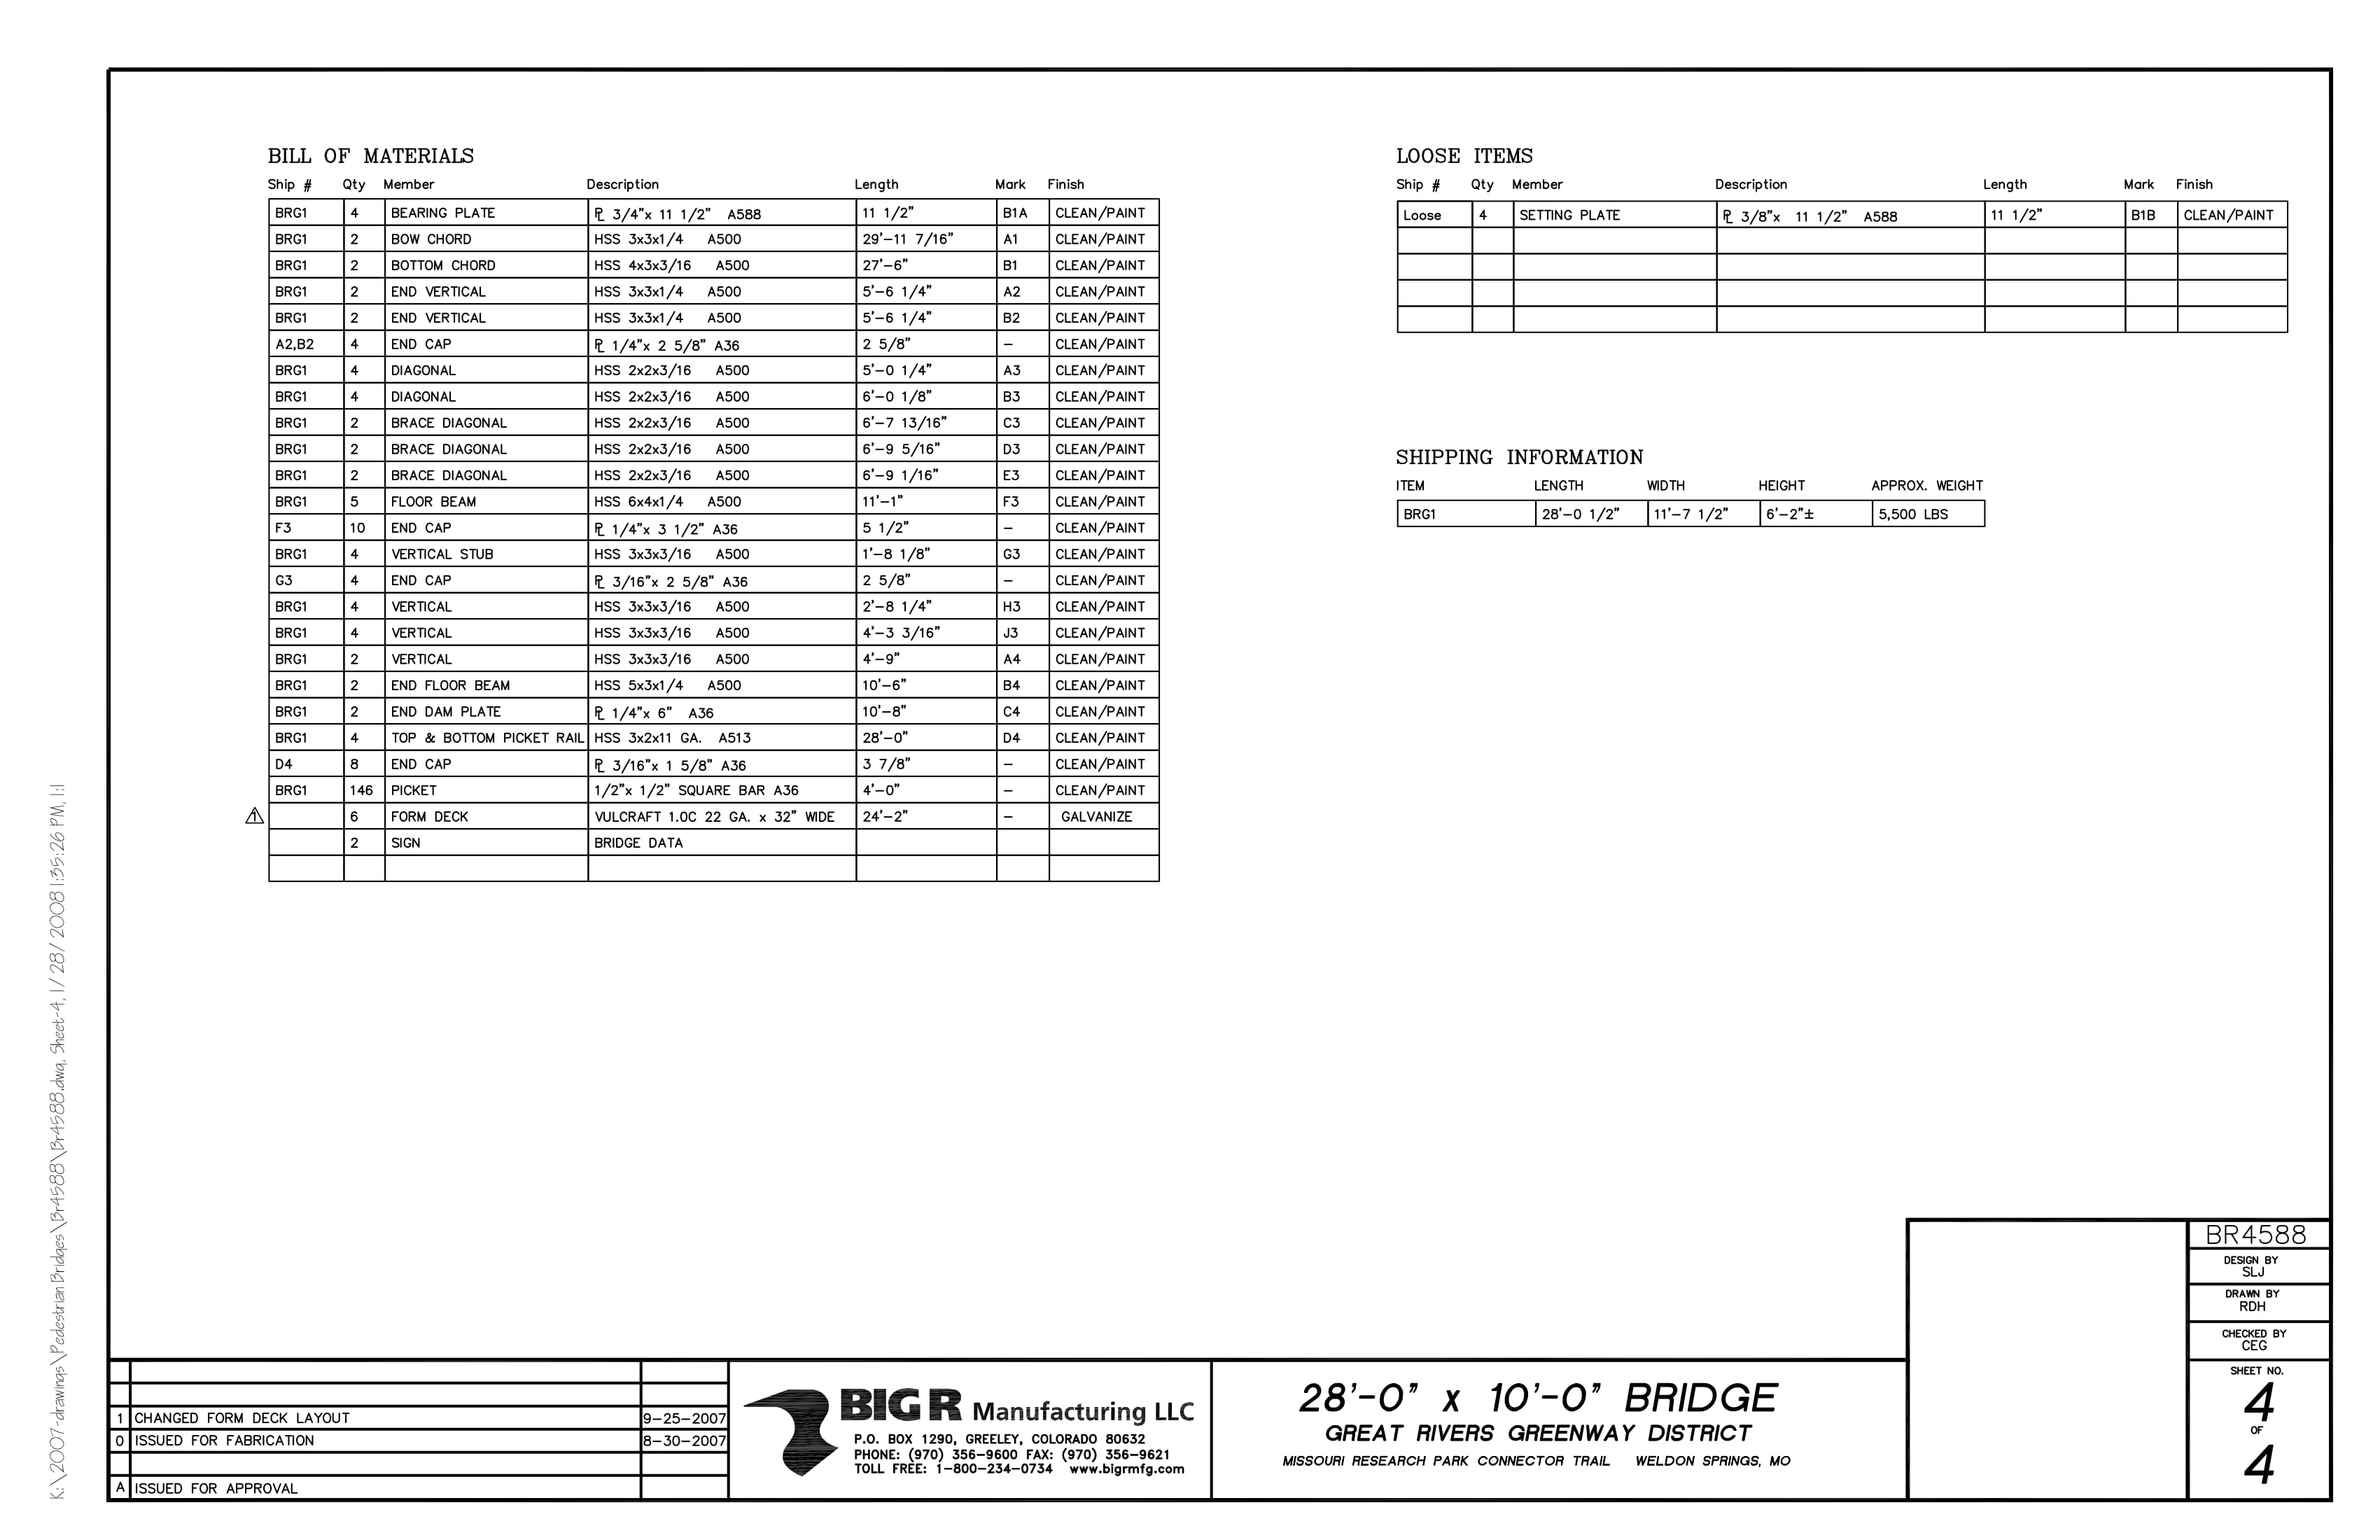 BILL OF MATERIALS
Ship # Qty Member Description Length Mark Finish
BRG1 4 BEARING PLATE ℄ 3/4"x 11 1/2" A588 11 1/2" B1A CLEAN/PAINT
BRG1 2 BOW CHORD HSS 3x3x1/4 A500 29'-11 7/16" A1 CLEAN/PAINT
BRG1 2 BOTTOM CHORD HSS 4x3x3/16 A500 27'-6" B1 CLEAN/PAINT
BRG1 2 END VERTICAL HSS 3x3x1/4 A500 5'-6 1/4" A2 CLEAN/PAINT
BRG1 2 END VERTICAL HSS 3x3x1/4 A500 5'-6 1/4" B2 CLEAN/PAINT
A2,B2 4 END CAP ℄ 1/4"x 2 5/8" A36 2 5/8" - CLEAN/PAINT
BRG1 4 DIAGONAL HSS 2x2x3/16 A500 5'-0 1/4" A3 CLEAN/PAINT
BRG1 4 DIAGONAL HSS 2x2x3/16 A500 6'-0 1/8" B3 CLEAN/PAINT
BRG1 2 BRACE DIAGONAL HSS 2x2x3/16 A500 6'-7 13/16" C3 CLEAN/PAINT
BRG1 2 BRACE DIAGONAL HSS 2x2x3/16 A500 6'-9 5/16" D3 CLEAN/PAINT
BRG1 2 BRACE DIAGONAL HSS 2x2x3/16 A500 6'-9 1/16" E3 CLEAN/PAINT
BRG1 5 FLOOR BEAM HSS 6x4x1/4 A500 11'-1" F3 CLEAN/PAINT
F3 10 END CAP ℄ 1/4"x 3 1/2" A36 5 1/2" - CLEAN/PAINT
BRG1 4 VERTICAL STUB HSS 3x3x3/16 A500 1'-8 1/8" G3 CLEAN/PAINT
G3 4 END CAP ℄ 3/16"x 2 5/8" A36 2 5/8" - CLEAN/PAINT
BRG1 4 VERTICAL HSS 3x3x3/16 A500 2'-8 1/4" H3 CLEAN/PAINT
BRG1 4 VERTICAL HSS 3x3x3/16 A500 4'-3 3/16" J3 CLEAN/PAINT
BRG1 2 VERTICAL HSS 3x3x3/16 A500 4'-9" A4 CLEAN/PAINT
BRG1 2 END FLOOR BEAM HSS 5x3x1/4 A500 10'-6" B4 CLEAN/PAINT
BRG1 2 END DAM PLATE ℄ 1/4"x 6" A36 10'-8" C4 CLEAN/PAINT
BRG1 4 TOP & BOTTOM PICKET RAIL HSS 3x2x11 GA. A513 28'-0" D4 CLEAN/PAINT
D4 8 END CAP ℄ 3/16"x 1 5/8" A36 3 7/8" - CLEAN/PAINT
BRG1 146 PICKET 1/2"x 1/2" SQUARE BAR A36 4'-0" - CLEAN/PAINT
1 6 FORM DECK VULCRAFT 1.0C 22 GA. x 32" WIDE 24'-2" - GALVANIZE
2 SIGN BRIDGE DATA
LOOSE ITEMS
Ship # Qty Member Description Length Mark Finish
Loose 4 SETTING PLATE ℄ 3/8"x 11 1/2" A588 11 1/2" B1B CLEAN/PAINT
SHIPPING INFORMATION
ITEM LENGTH WIDTH HEIGHT APPROX. WEIGHT
BRG1 28'-0 1/2" 11'-7 1/2" 6'-2"± 5,500 LBS
K:\2007-drawings\Pedestrian Bridges\Br4588\Br4588.dwg, Sheet-4, 1/28/2008 1:35:26 PM, 1:1
1 CHANGED FORM DECK LAYOUT 9-25-2007
0 ISSUED FOR FABRICATION 8-30-2007
A ISSUED FOR APPROVAL
BIG R Manufacturing LLC
P.O. BOX 1290, GREELEY, COLORADO 80632
PHONE: (970) 356-9600 FAX: (970) 356-9621
TOLL FREE: 1-800-234-0734 www.bigrmfg.com
28'-0" x 10'-0" BRIDGE
GREAT RIVERS GREENWAY DISTRICT
MISSOURI RESEARCH PARK CONNECTOR TRAIL WELDON SPRINGS, MO
BR4588
DESIGN BY
SLJ
DRAWN BY
RDH
CHECKED BY
CEG
SHEET NO.
4
OF
4